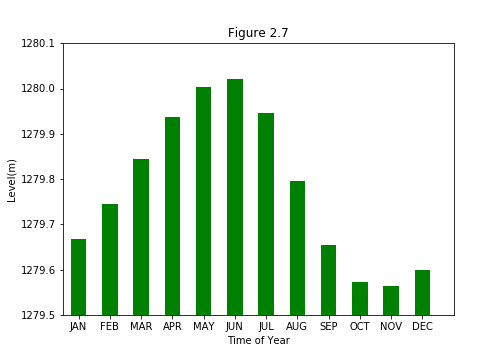 Figure 2.7
1280.1
1280.0
1279.9
1279.8
1279.7
1279.6
1279.5
Level(m)
JAN FEB MAR APR MAY JUN JUL AUG SEP OCT NOV DEC
Time of Year